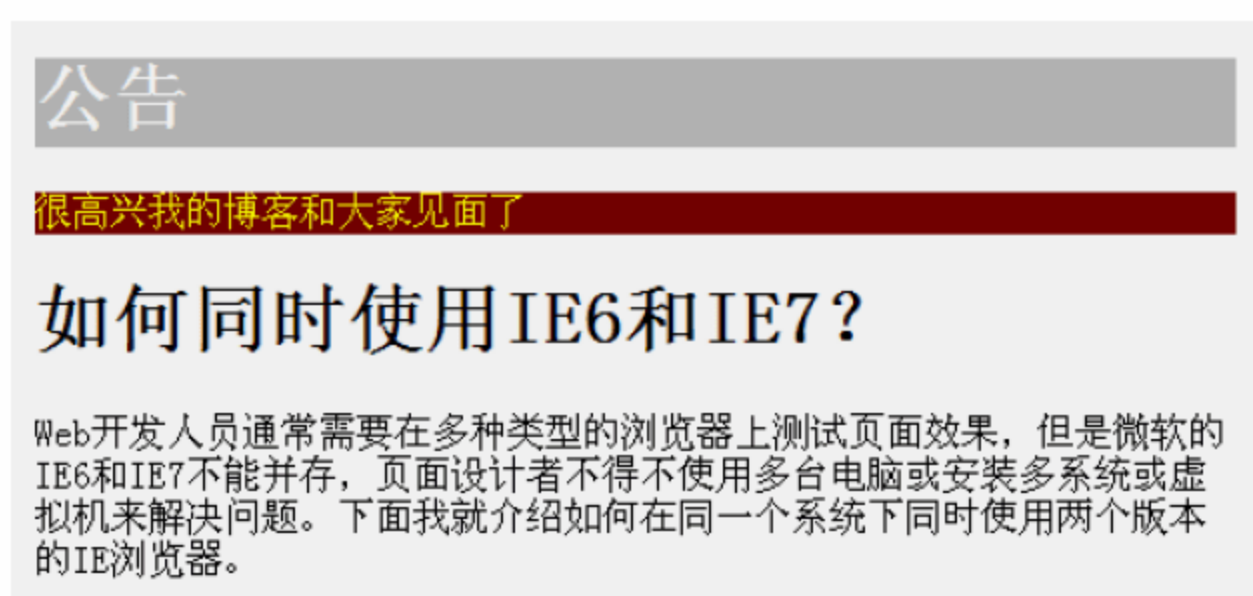 公告
很高兴我的博客和大家见面了
如何同时使用IE6和IE7？
Web开发人员通常需要在多种类型的浏览器上测试页面效果，但是微软的
IE6和IE7不能并存，页面设计者不得不使用多台电脑或安装多系统或虚
拟机来解决问题。下面我就介绍如何在同一个系统下同时使用两个版本
的IE浏览器。